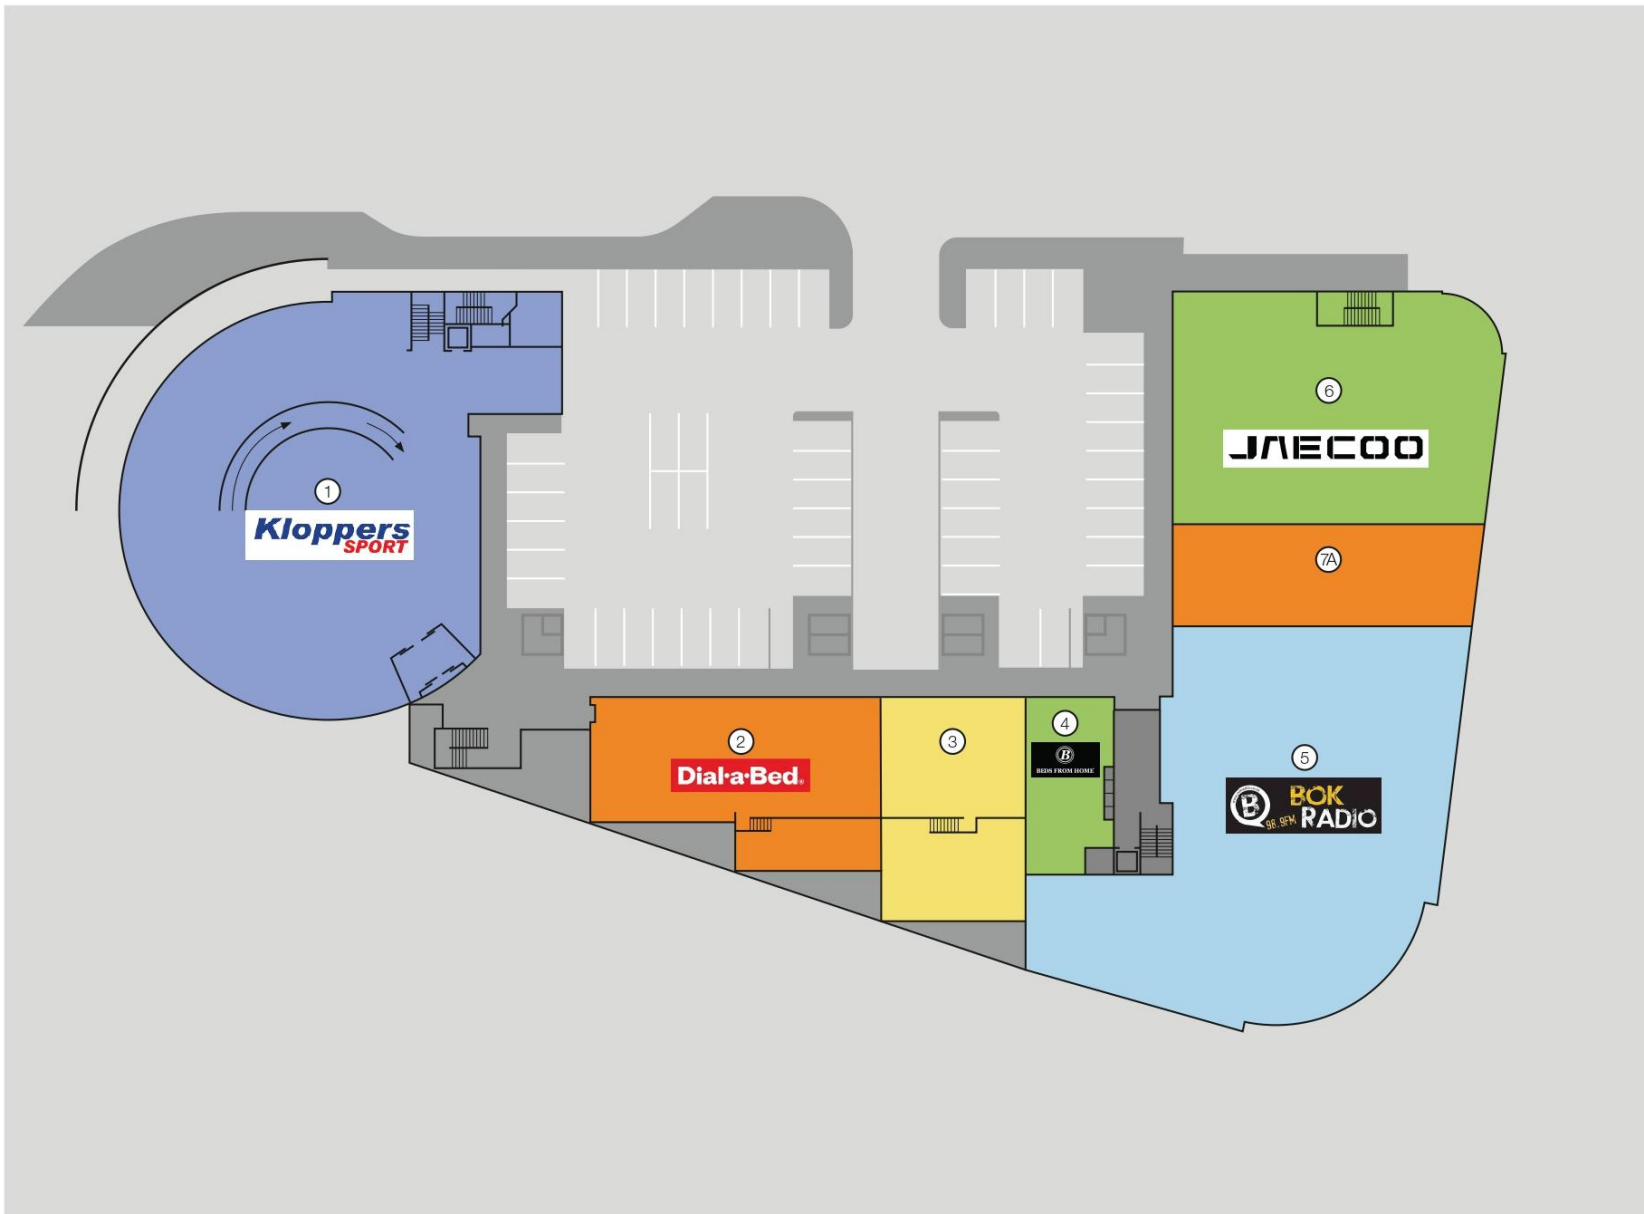 6
JAECOO
1
Kloppers
SPORT
7A
4
B
BEDS FROM HOME
2
Dial·a·Bed®
3
5
B
BOK
98.9FM RADIO